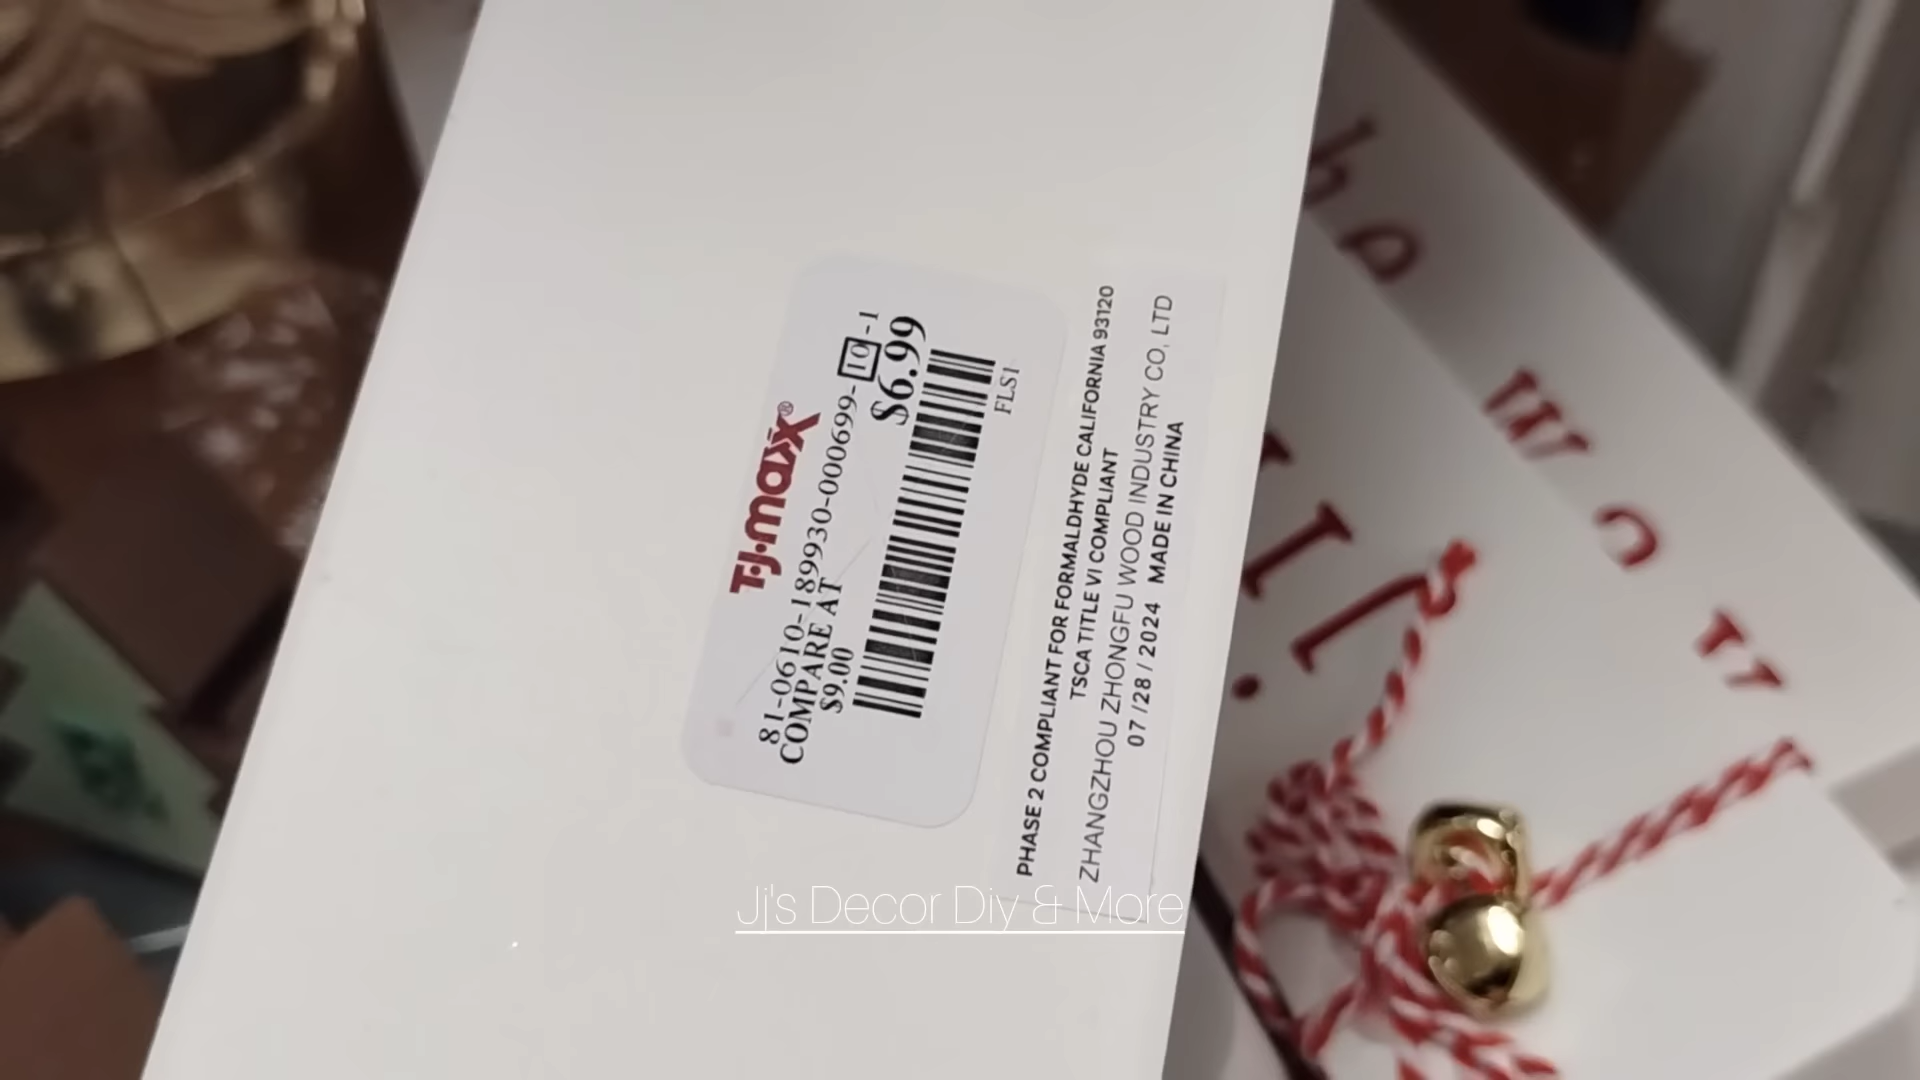 T·J·maxx®
81-0610-189930-000699-10-1
COMPARE AT
$9.00
$6.99
FLS1
PHASE 2 COMPLIANT FOR FORMALDHYDE CALIFORNIA 93120
TSCA TITLE VI COMPLIANT
ZHANGZHOU ZHONGFU WOOD INDUSTRY CO, LTD
07/28/2024 MADE IN CHINA
Jj's Decor Diy & More